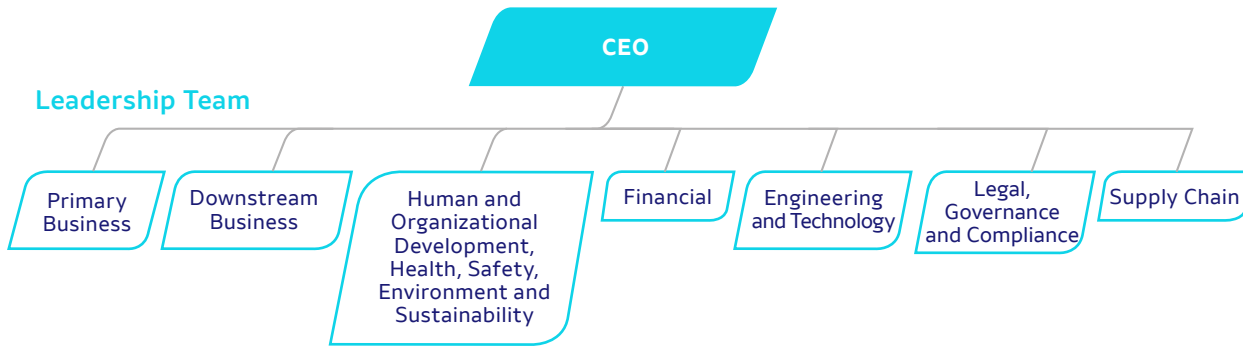 CEO
Leadership Team
Primary
Business
Downstream
Business
Human and
Organizational
Development,
Health, Safety,
Environment and
Sustainability
Financial
Engineering
and Technology
Legal,
Governance
and Compliance
Supply Chain